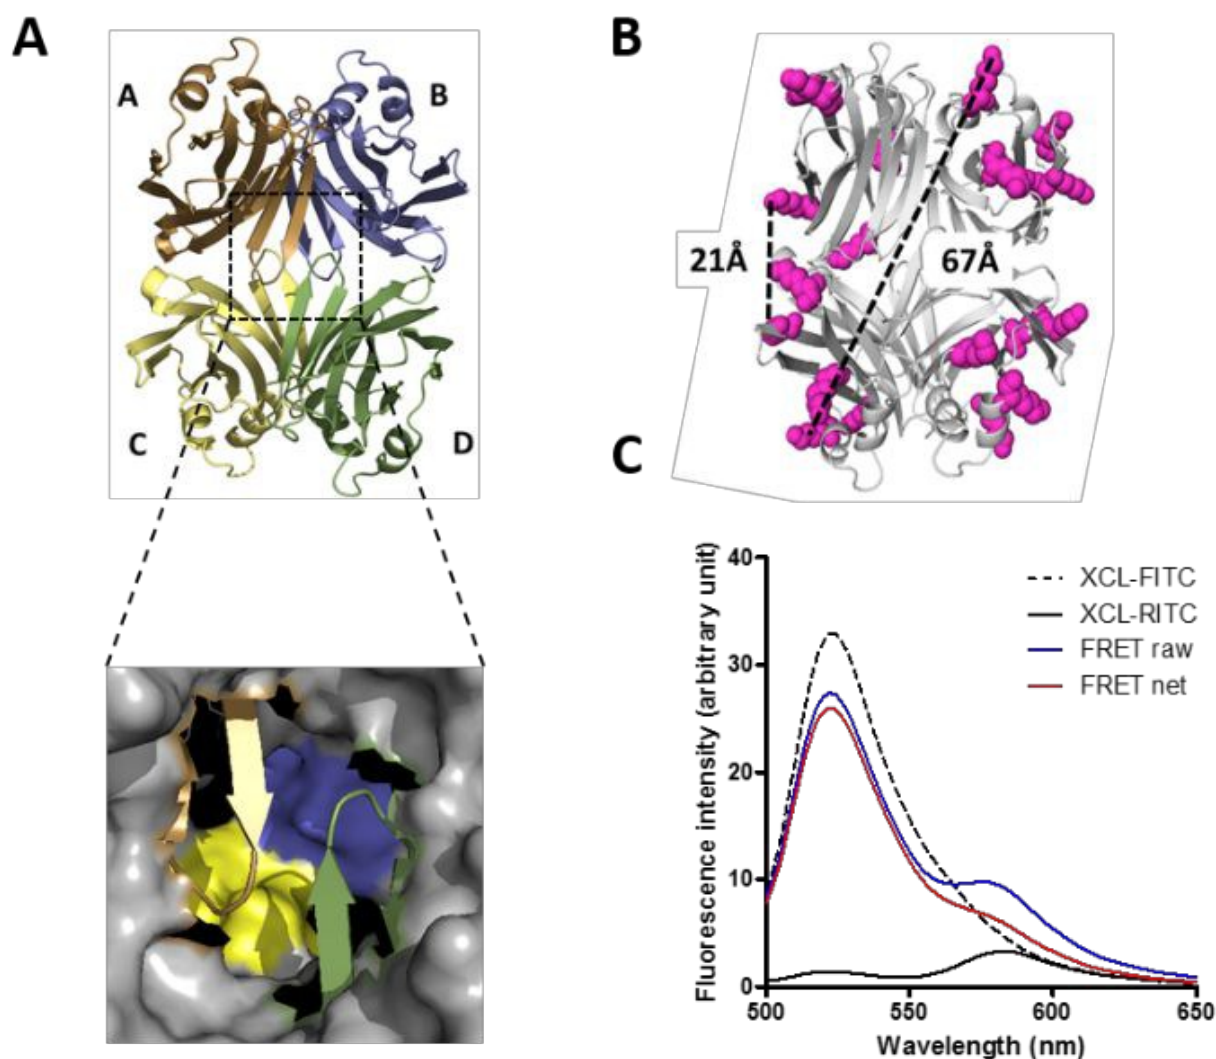 A
A
B
C
D
B
21Å
67Å
C
Fluorescence intensity (arbitrary unit)
40
30
20
10
0
XCL-FITC
XCL-RITC
FRET raw
FRET net
500
550
600
650
Wavelength (nm)